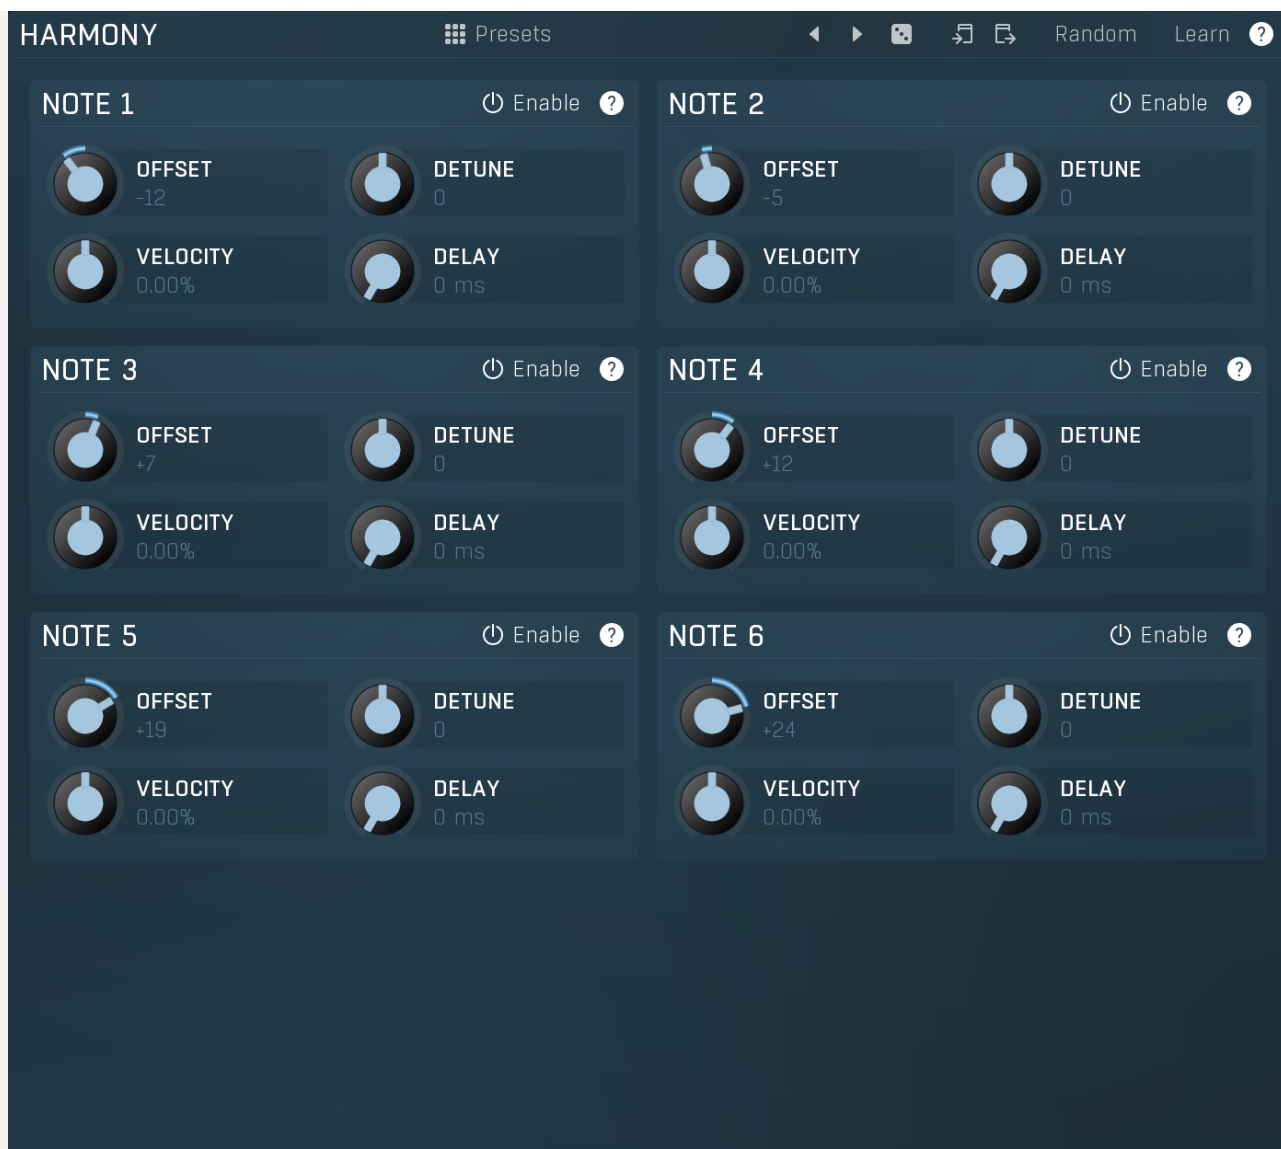 HARMONY Presets Random Learn ?
NOTE 1 Enable ?
OFFSET DETUNE
-12 0
VELOCITY DELAY
0.00% 0 ms
NOTE 2 Enable ?
OFFSET DETUNE
-5 0
VELOCITY DELAY
0.00% 0 ms
NOTE 3 Enable ?
OFFSET DETUNE
+7 0
VELOCITY DELAY
0.00% 0 ms
NOTE 4 Enable ?
OFFSET DETUNE
+12 0
VELOCITY DELAY
0.00% 0 ms
NOTE 5 Enable ?
OFFSET DETUNE
+19 0
VELOCITY DELAY
0.00% 0 ms
NOTE 6 Enable ?
OFFSET DETUNE
+24 0
VELOCITY DELAY
0.00% 0 ms